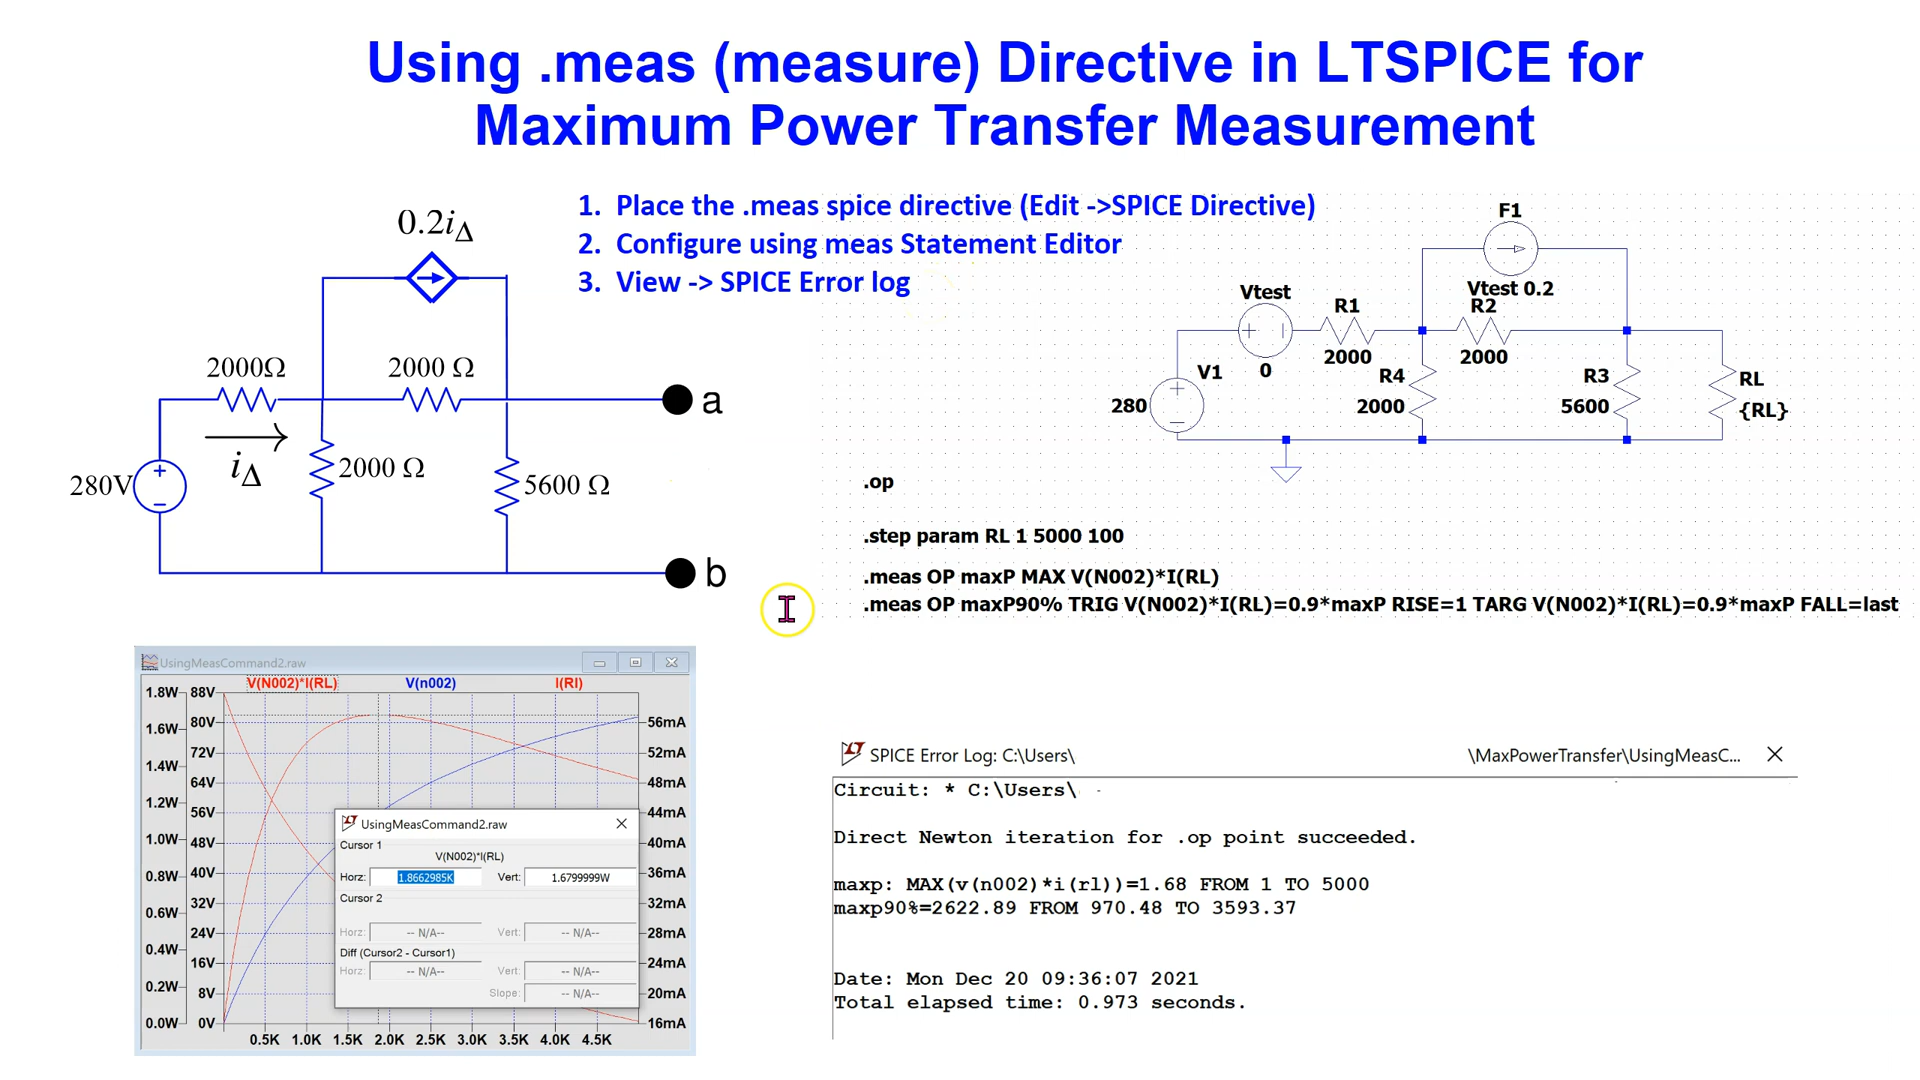 Using .meas (measure) Directive in LTSPICE for
Maximum Power Transfer Measurement
1. Place the .meas spice directive (Edit ->SPICE Directive)
2. Configure using meas Statement Editor
3. View -> SPICE Error log
0.2iΔ
2000Ω
2000 Ω
a
iΔ
2000 Ω
280V
+
−
5600 Ω
b
F1
Vtest 0.2
Vtest
R1
R2
0
2000
2000
V1
R4
R3
RL
280
2000
5600
{RL}
.op
.step param RL 1 5000 100
.meas OP maxP MAX V(N002)*I(RL)
.meas OP maxP90% TRIG V(N002)*I(RL)=0.9*maxP RISE=1 TARG V(N002)*I(RL)=0.9*maxP FALL=last
UsingMeasCommand2.raw
V(N002)*I(RL) V(n002) I(Rl)
1.8W 88V
80V 56mA
1.6W
72V 52mA
1.4W
64V 48mA
1.2W
56V 44mA
1.0W
48V 40mA
0.8W 40V 36mA
0.6W
32V 32mA
24V 28mA
0.4W
16V 24mA
0.2W
8V 20mA
0.0W 0V 16mA
0.5K 1.0K 1.5K 2.0K 2.5K 3.0K 3.5K 4.0K 4.5K
UsingMeasCommand2.raw
Cursor 1
V(N002)*I(RL)
Horz: 1.8662985K Vert: 1.6799999W
Cursor 2
Horz: -- N/A-- Vert: -- N/A--
Diff (Cursor2 - Cursor1)
Horz: -- N/A-- Vert: -- N/A--
Slope: -- N/A--
SPICE Error Log: C:\Users\ \MaxPowerTransfer\UsingMeasC...
Circuit: * C:\Users\
Direct Newton iteration for .op point succeeded.
maxp: MAX(v(n002)*i(rl))=1.68 FROM 1 TO 5000
maxp90%=2622.89 FROM 970.48 TO 3593.37
Date: Mon Dec 20 09:36:07 2021
Total elapsed time: 0.973 seconds.